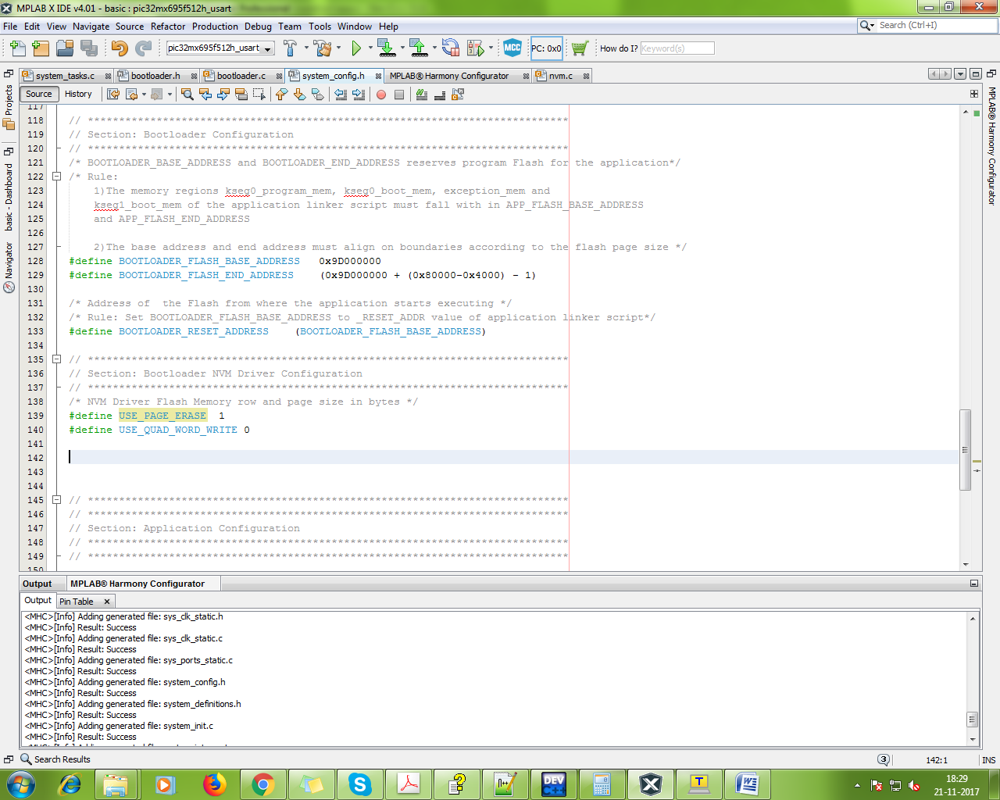 MPLAB X IDE v4.01 - basic : pic32mx695f512h_usart
File Edit View Navigate Source Refactor Production Debug Team Tools Window Help
Search (Ctrl+I)
pic32mx695f512h_usart
MCC
PC: 0x0
How do I?
Keyword(s)
system_tasks.c
bootloader.h
bootloader.c
system_config.h
MPLAB® Harmony Configurator
nvm.c
Source
History
Projects
basic - Dashboard
Navigator
MPLAB® Harmony Configurator
117
118 // *****************************************************************************
119 // Section: Bootloader Configuration
120 // *****************************************************************************
121 /* BOOTLOADER_BASE_ADDRESS and BOOTLOADER_END_ADDRESS reserves program Flash for the application*/
122 /* Rule:
123 1)The memory regions kseg0_program_mem, kseg0_boot_mem, exception_mem and
124 kseg1_boot_mem of the application linker script must fall with in APP_FLASH_BASE_ADDRESS
125 and APP_FLASH_END_ADDRESS
126
127 2)The base address and end address must align on boundaries according to the flash page size */
128 #define BOOTLOADER_FLASH_BASE_ADDRESS 0x9D000000
129 #define BOOTLOADER_FLASH_END_ADDRESS (0x9D000000 + (0x80000-0x4000) - 1)
130
131 /* Address of the Flash from where the application starts executing */
132 /* Rule: Set BOOTLOADER_FLASH_BASE_ADDRESS to _RESET_ADDR value of application linker script*/
133 #define BOOTLOADER_RESET_ADDRESS (BOOTLOADER_FLASH_BASE_ADDRESS)
134
135 // *****************************************************************************
136 // Section: Bootloader NVM Driver Configuration
137 // *****************************************************************************
138 /* NVM Driver Flash Memory row and page size in bytes */
139 #define USE_PAGE_ERASE 1
140 #define USE_QUAD_WORD_WRITE 0
141
142
143
144
145 // *****************************************************************************
146 // *****************************************************************************
147 // Section: Application Configuration
148 // *****************************************************************************
149 // *****************************************************************************
150
Output
MPLAB® Harmony Configurator
Output
Pin Table
<MHC>[Info] Adding generated file: sys_clk_static.h
<MHC>[Info] Result: Success
<MHC>[Info] Adding generated file: sys_clk_static.c
<MHC>[Info] Result: Success
<MHC>[Info] Adding generated file: sys_ports_static.c
<MHC>[Info] Result: Success
<MHC>[Info] Adding generated file: system_config.h
<MHC>[Info] Result: Success
<MHC>[Info] Adding generated file: system_definitions.h
<MHC>[Info] Result: Success
<MHC>[Info] Adding generated file: system_init.c
<MHC>[Info] Result: Success
Search Results
3
142:1
INS
DEV
C++
18:29
21-11-2017